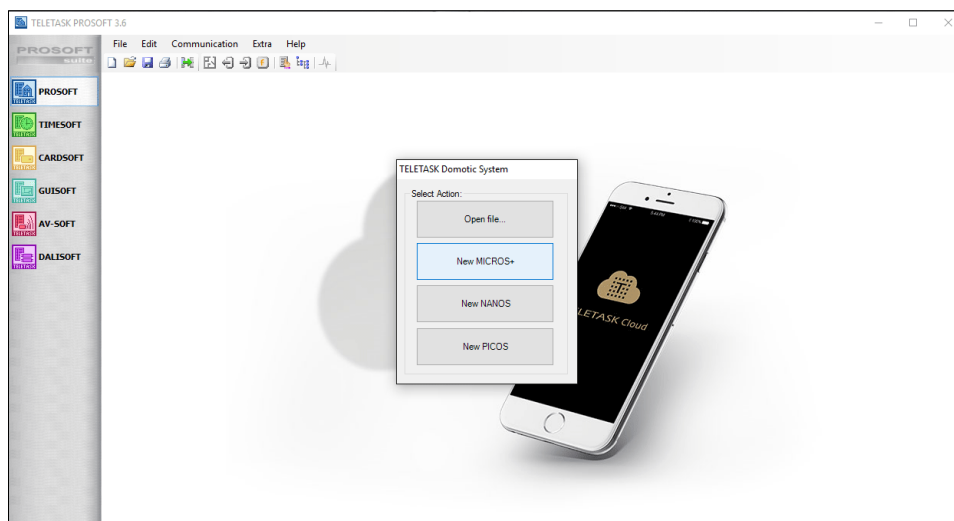 TELETASK PROSOFT 3.6
PROSOFT
suite
File Edit Communication Extra Help
PROSOFT
TIMESOFT
CARDSOFT
GUISOFT
AV-SOFT
DALISOFT
TELETASK Domotic System
Select Action:
Open file...
New MICROS+
New NANOS
New PICOS
TELETASK Cloud